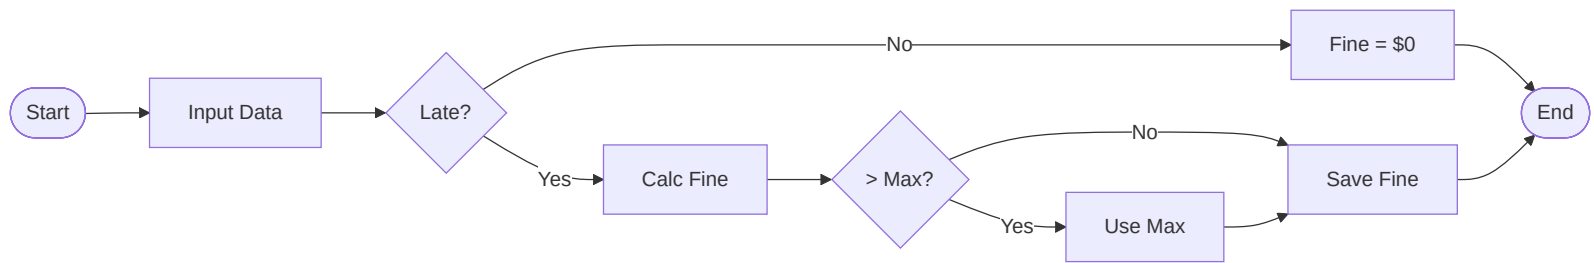 Start
Input Data
Late?
No
Fine = $0
End
Yes
Calc Fine
> Max?
No
Save Fine
Yes
Use Max